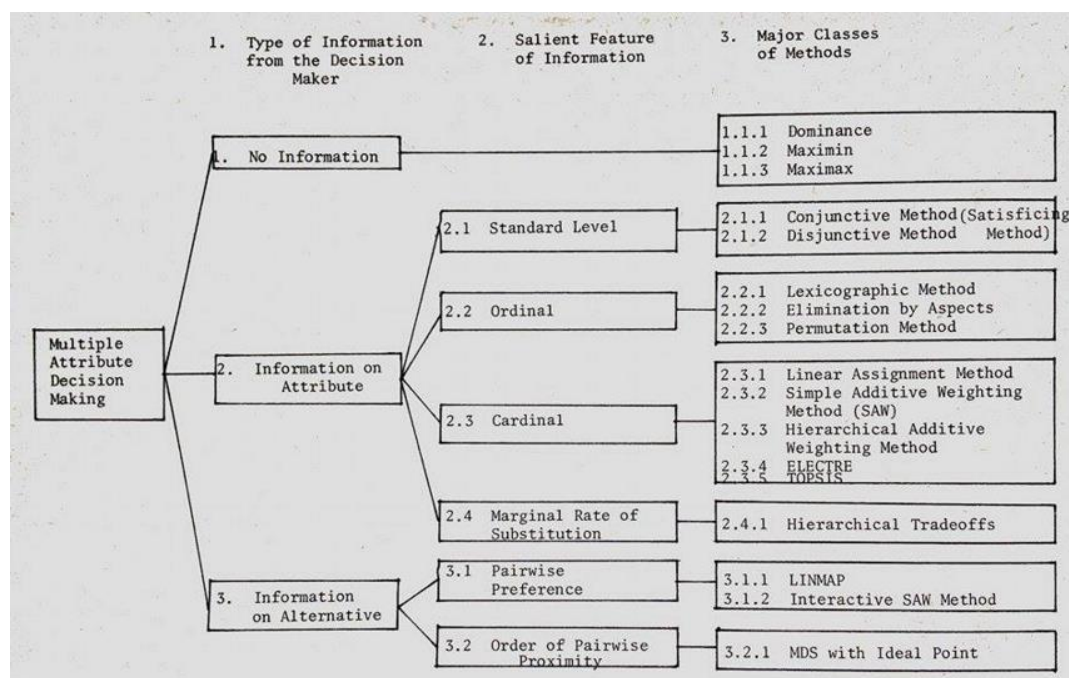 1. Type of Information
from the Decision
Maker
2. Salient Feature
of Information
3. Major Classes
of Methods
Multiple
Attribute
Decision
Making
1. No Information
1.1.1 Dominance
1.1.2 Maximin
1.1.3 Maximax
2. Information on
Attribute
2.1 Standard Level
2.1.1 Conjunctive Method (Satisficing
2.1.2 Disjunctive Method Method)
2.2 Ordinal
2.2.1 Lexicographic Method
2.2.2 Elimination by Aspects
2.2.3 Permutation Method
2.3 Cardinal
2.3.1 Linear Assignment Method
2.3.2 Simple Additive Weighting
Method (SAW)
2.3.3 Hierarchical Additive
Weighting Method
2.3.4 ELECTRE
2.3.5 TOPSIS
2.4 Marginal Rate of
Substitution
2.4.1 Hierarchical Tradeoffs
3. Information
on Alternative
3.1 Pairwise
Preference
3.1.1 LINMAP
3.1.2 Interactive SAW Method
3.2 Order of Pairwise
Proximity
3.2.1 MDS with Ideal Point